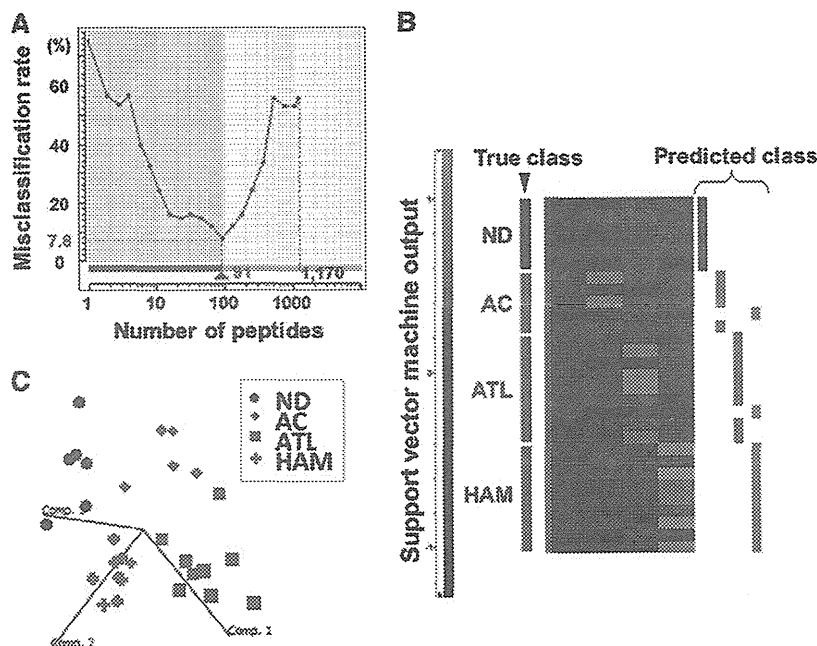 A
(%)
60
40
20
7.8
0
Misclassification rate
91
1,170
1
10
100
1000
Number of peptides
B
True class
Predicted class
ND
AC
ATL
HAM
Support vector machine output
C
ND
AC
ATL
HAM
Comp.
Comp. 2
Comp. 1